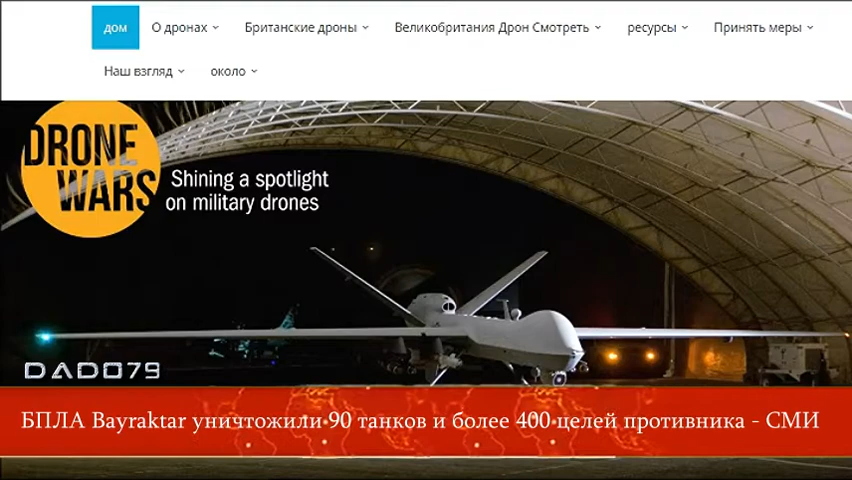 дом О дронах Британские дроны Великобритания Дрон Смотреть ресурсы Принять меры
Наш взгляд около
DRONE
WARS
Shining a spotlight
on military drones
DADO79
БПЛА Bayraktar уничтожили 90 танков и более 400 целей противника - СМИ